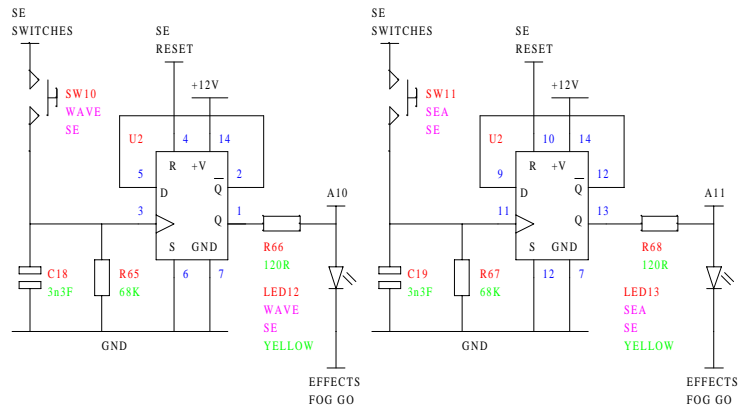 SE
SWITCHES
SE
RESET
+12V
SW10
WAVE
SE
U2
4
14
5
2
R
+V
D
Q
3
1
Q
A10
S
GND
C18
3n3F
R65
68K
6
7
R66
120R
LED12
WAVE
SE
YELLOW
GND
EFFECTS
FOG GO
SE
SWITCHES
SE
RESET
+12V
SW11
SEA
SE
U2
10
14
9
12
R
+V
D
Q
11
13
Q
A11
S
GND
C19
3n3F
R67
68K
12
7
R68
120R
LED13
SEA
SE
YELLOW
GND
EFFECTS
FOG GO